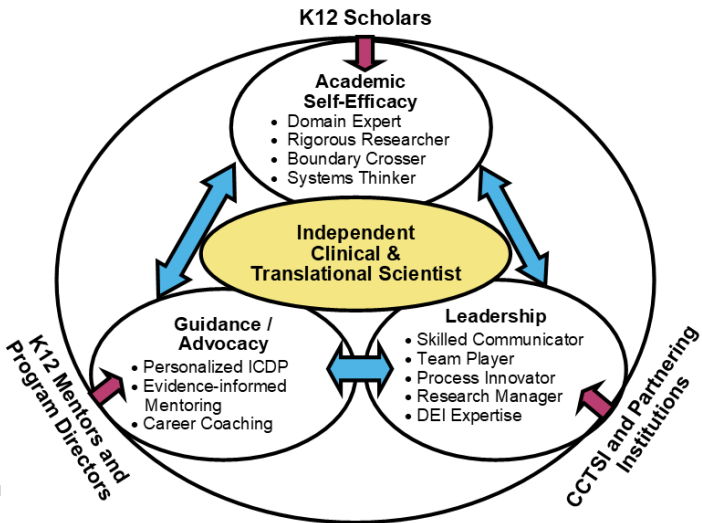 K12 Scholars
Academic
Self-Efficacy
• Domain Expert
• Rigorous Researcher
• Boundary Crosser
• Systems Thinker
Independent
Clinical &
Translational Scientist
Guidance /
Advocacy
• Personalized ICDP
• Evidence-informed
Mentoring
• Career Coaching
Leadership
• Skilled Communicator
• Team Player
• Process Innovator
• Research Manager
• DEI Expertise
K12 Mentors and
Program Directors
CCTSI and Partnering
Institutions